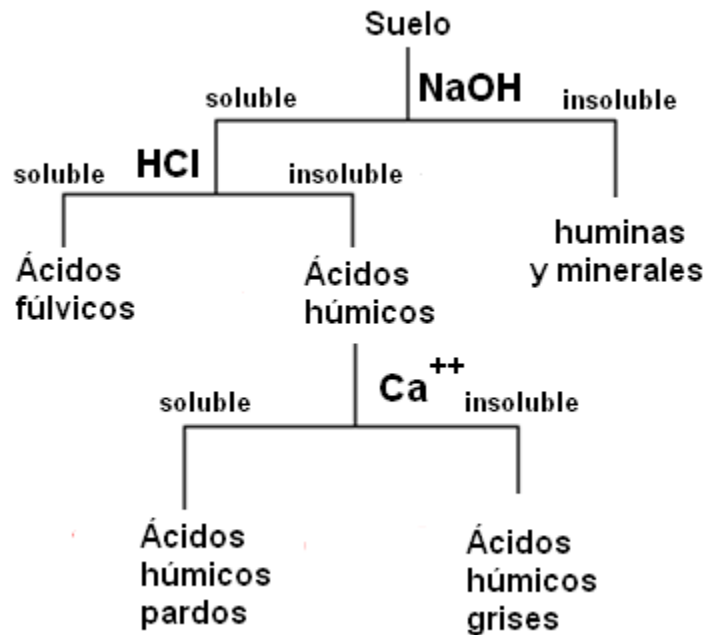 Suelo
NaOH
soluble
insoluble
HCl
soluble
insoluble
Ácidos
fúlvicos
Ácidos
húmicos
huminas
y minerales
Ca++
soluble
insoluble
Ácidos
húmicos
pardos
Ácidos
húmicos
grises